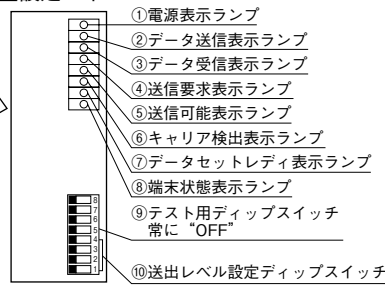 ①電源表示ランプ
②データ送信表示ランプ
③データ受信表示ランプ
④送信要求表示ランプ
⑤送信可能表示ランプ
⑥キャリア検出表示ランプ
⑦データセットレディ表示ランプ
⑧端末状態表示ランプ
8
7
6
5
4
3
2
1
⑨テスト用ディップスイッチ
常に“OFF”
⑩送出レベル設定ディップスイッチ